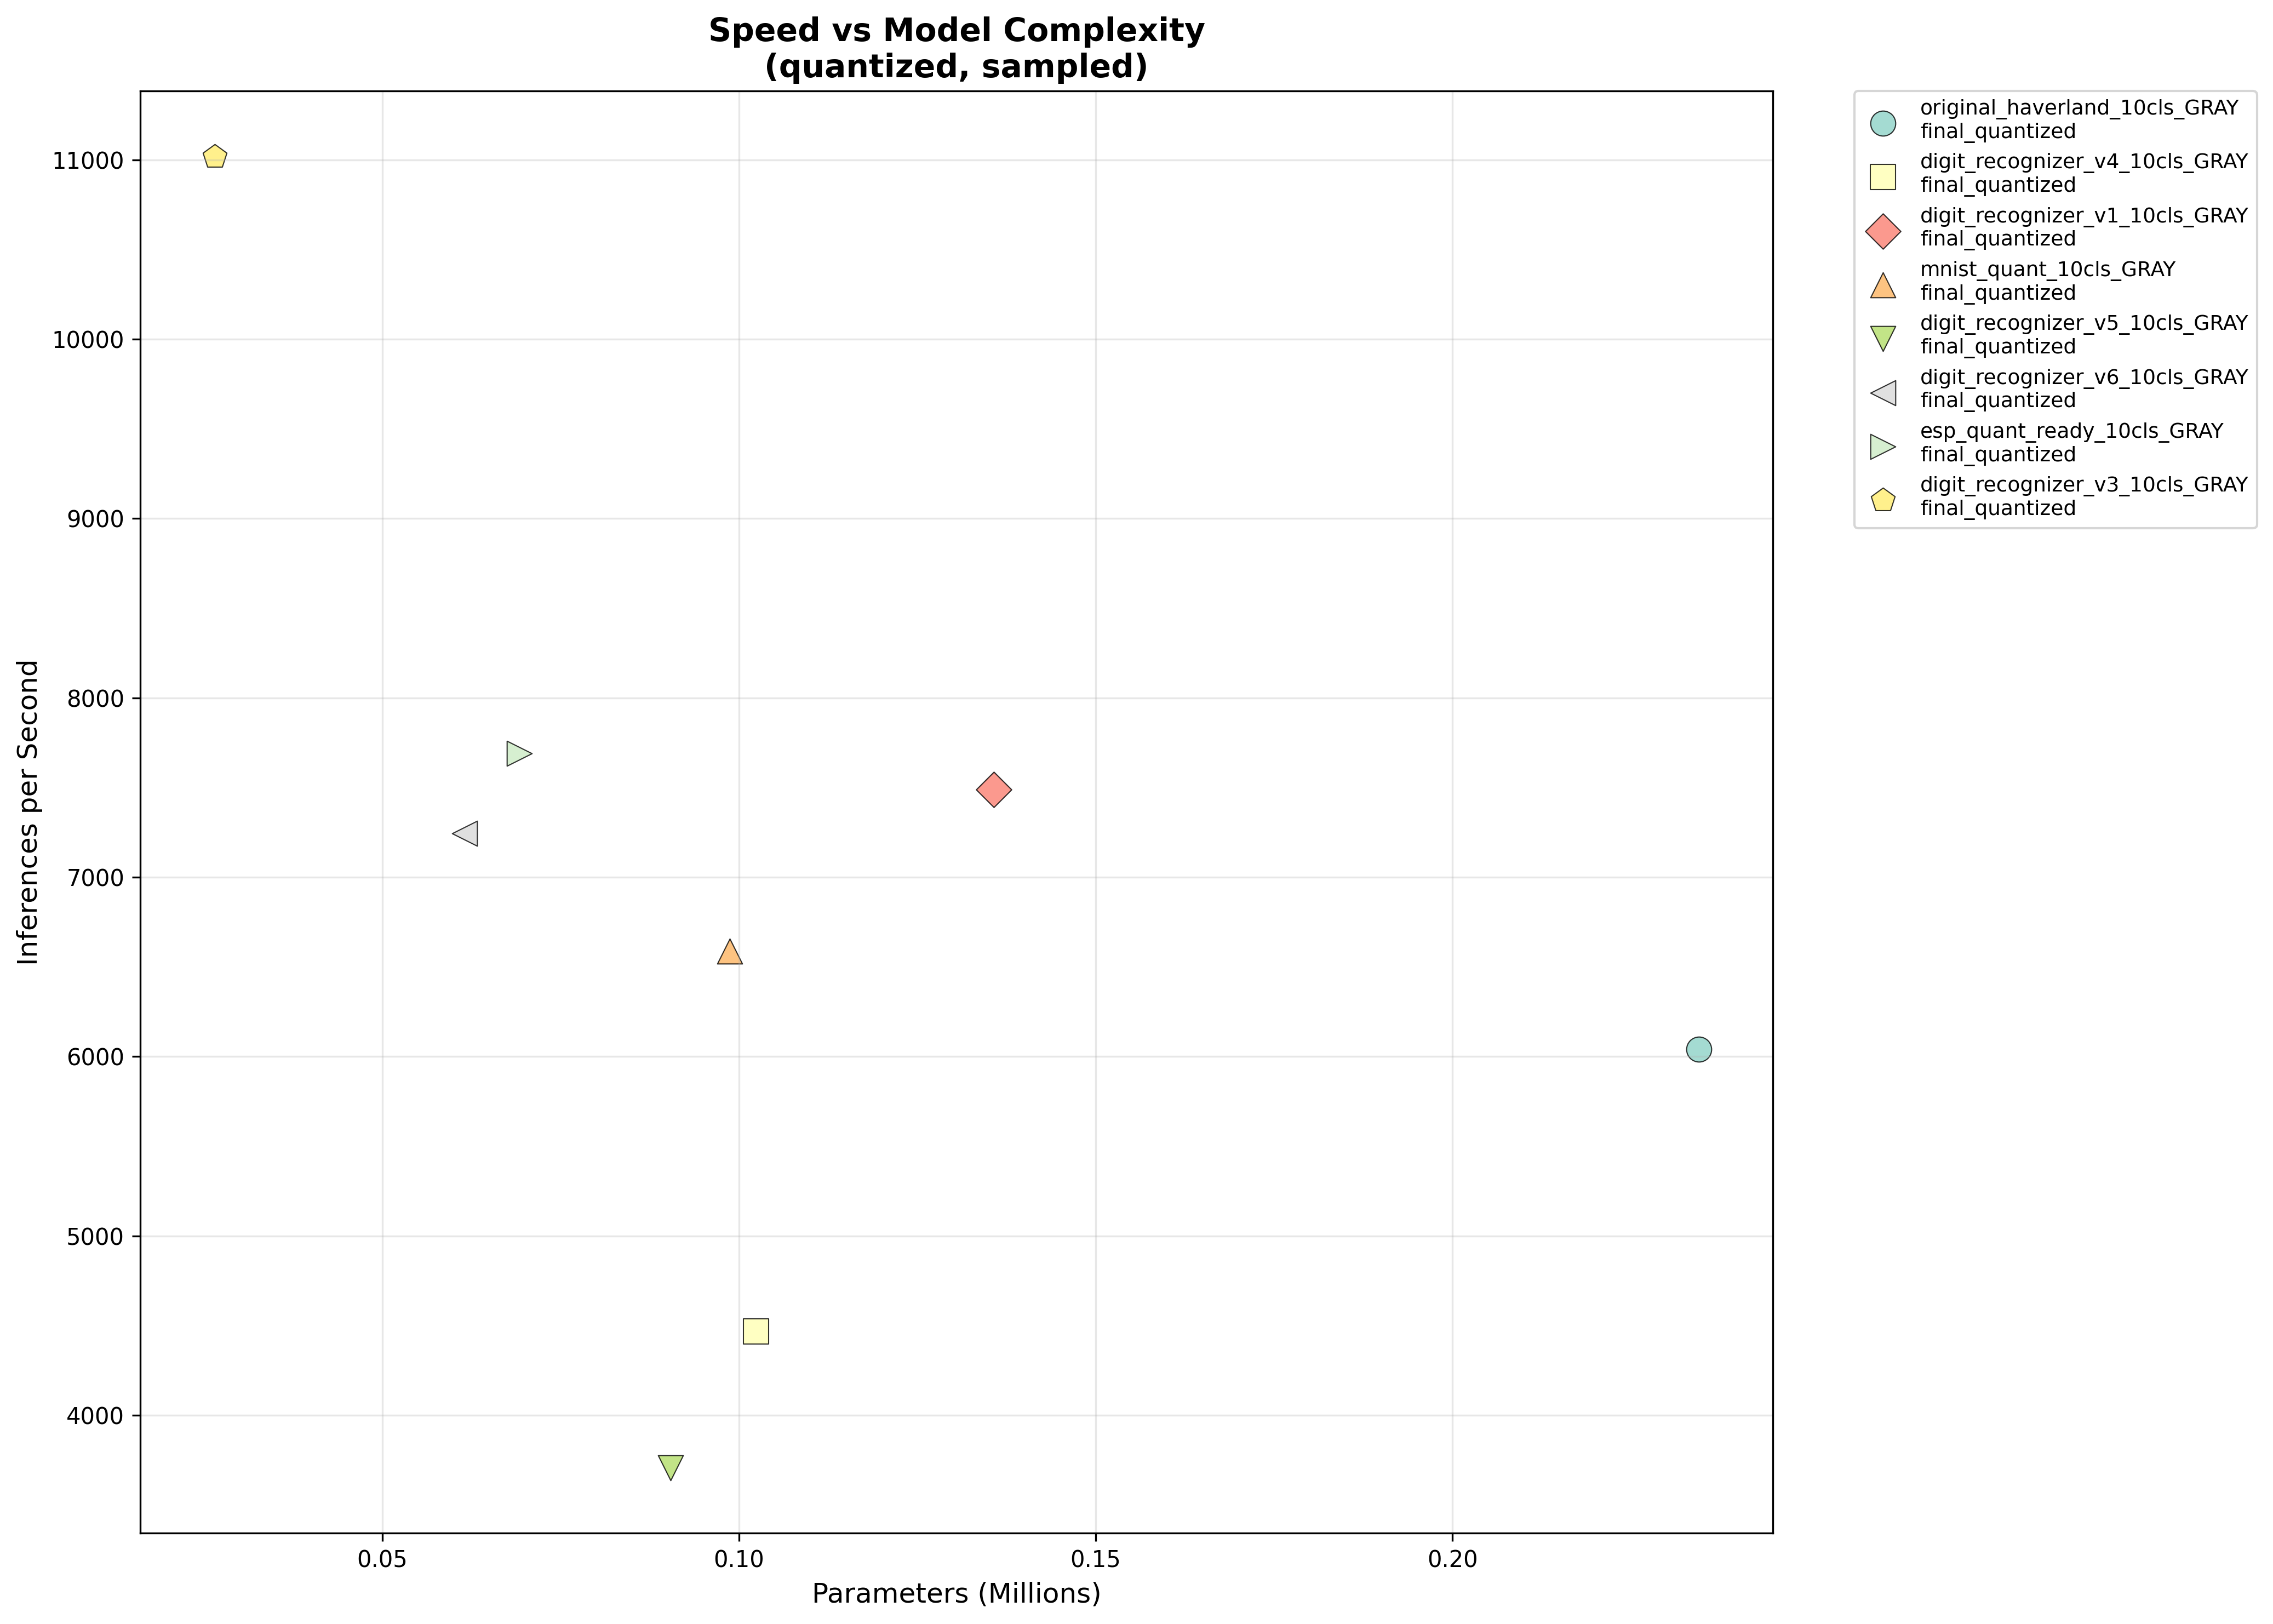 Speed vs Model Complexity
(quantized, sampled)
11000
10000
9000
8000
7000
6000
5000
4000
Inferences per Second
0.05
0.10
0.15
0.20
Parameters (Millions)
original_haverland_10cls_GRAY
final_quantized
digit_recognizer_v4_10cls_GRAY
final_quantized
digit_recognizer_v1_10cls_GRAY
final_quantized
mnist_quant_10cls_GRAY
final_quantized
digit_recognizer_v5_10cls_GRAY
final_quantized
digit_recognizer_v6_10cls_GRAY
final_quantized
esp_quant_ready_10cls_GRAY
final_quantized
digit_recognizer_v3_10cls_GRAY
final_quantized